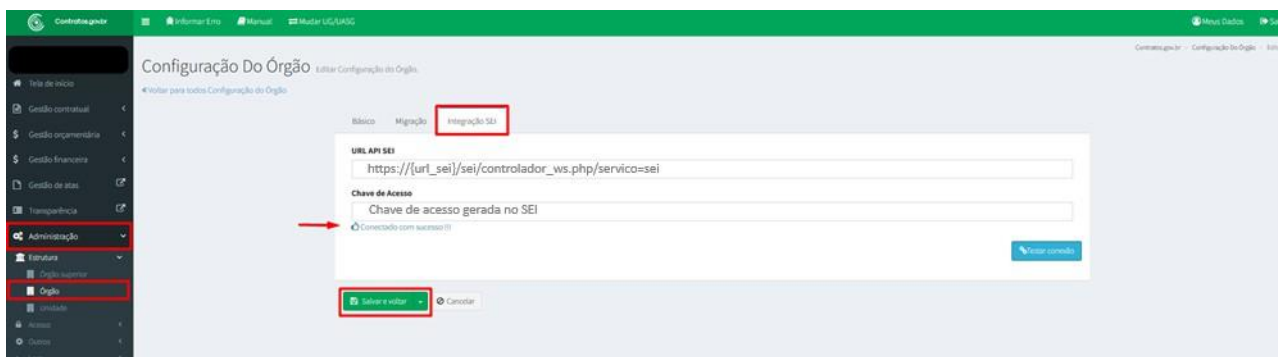 Contratos.gov.br
Informar Erro Manual Mudar UG/UASG
Meus Dados
Contratos.gov.br Configuração Do Órgão
Configuração Do Órgão Editar Configuração do Órgão.
Voltar para todos Configuração do Órgão
Tela de início
Gestão contratual
Gestão orçamentária
Gestão financeira
Gestão de atas
Transparência
Administração
Estrutura
Órgão superior
Órgão
Unidade
Acesso
Outros
Básico Migração Integração SEI
URL API SEI
https://{url_sei}/sei/controlador_ws.php/servico=sei
Chave de Acesso
Chave de acesso gerada no SEI
Conectado com sucesso!!!
Testar conexão
Salvar e voltar Cancelar